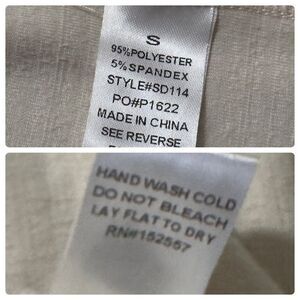 S
95%POLYESTER
5%SPANDEX
STYLE#SD114
PO#P1622
MADE IN CHINA
SEE REVERSE
HAND WASH COLD
DO NOT BLEACH
LAY FLAT TO DRY
RN#152557